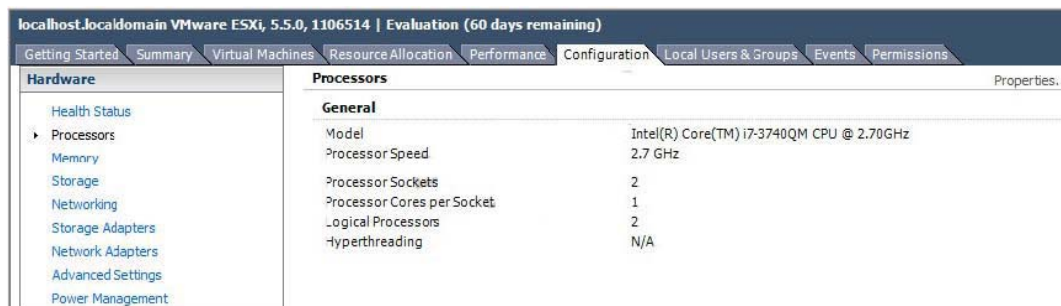 localhost.localdomain VMware ESXi, 5.5.0, 1106514 | Evaluation (60 days remaining)
Getting Started Summary Virtual Machines Resource Allocation Performance Configuration Local Users & Groups Events Permissions
Hardware
Health Status
Processors
Memory
Storage
Networking
Storage Adapters
Network Adapters
Advanced Settings
Power Management
Processors
Properties.
General
Model Intel(R) Core(TM) i7-3740QM CPU @ 2.70GHz
Processor Speed 2.7 GHz
Processor Sockets 2
Processor Cores per Socket 1
Logical Processors 2
Hyperthreading N/A